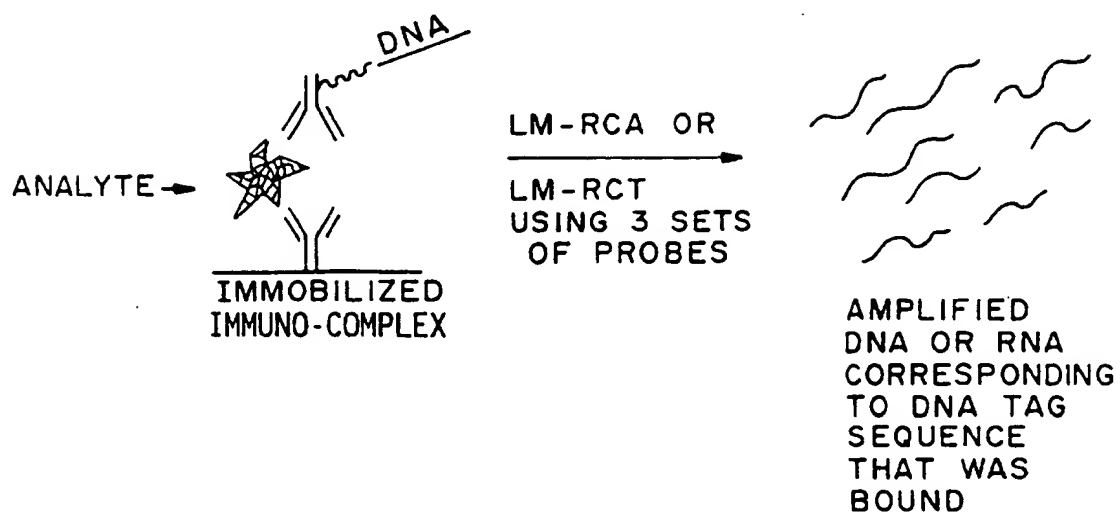 DNA
ANALYTE
IMMOBILIZED
IMMUNO-COMPLEX
LM-RCA OR
LM-RCT
USING 3 SETS
OF PROBES
AMPLIFIED
DNA OR RNA
CORRESPONDING
TO DNA TAG
SEQUENCE
THAT WAS
BOUND